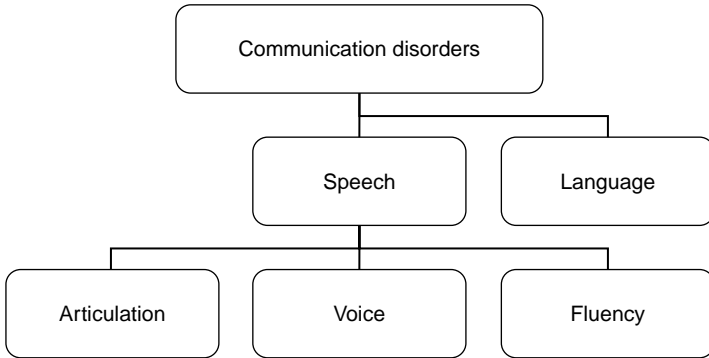 Communication disorders
Speech
Language
Articulation
Voice
Fluency